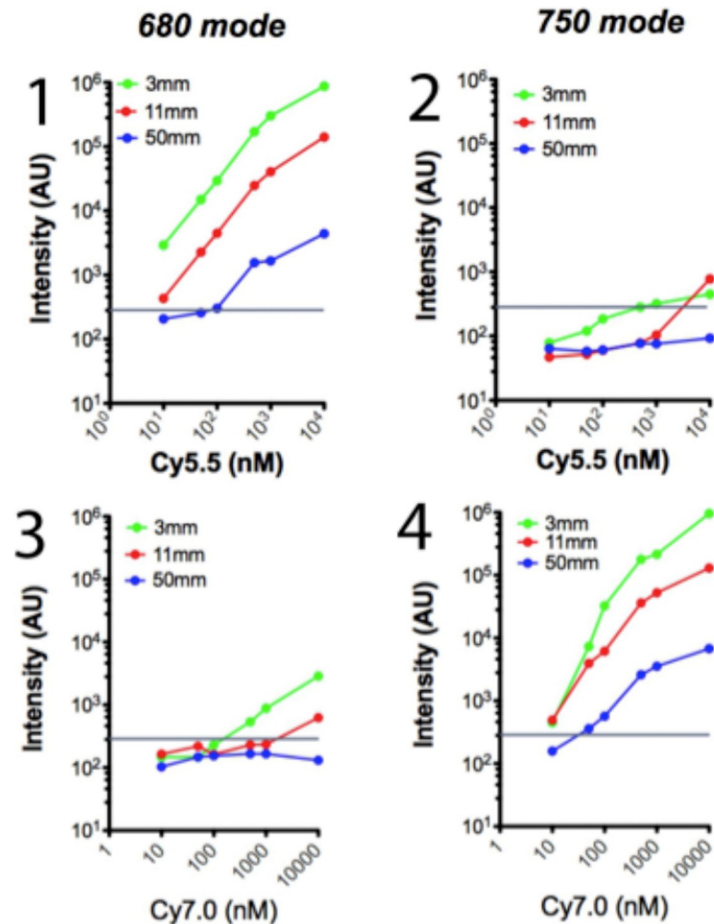 680 mode
750 mode
1
3mm
11mm
50mm
Intensity (AU)
10⁶
10⁵
10⁴
10³
10²
10¹
10⁰
10¹
10²
10³
10⁴
Cy5.5 (nM)
2
3mm
11mm
50mm
Intensity (AU)
10⁶
10⁵
10⁴
10³
10²
10¹
10⁰
10¹
10²
10³
10⁴
Cy5.5 (nM)
3
3mm
11mm
50mm
Intensity (AU)
10⁶
10⁵
10⁴
10³
10²
10¹
1
10
100
1000
10000
Cy7.0 (nM)
4
3mm
11mm
50mm
Intensity (AU)
10⁶
10⁵
10⁴
10³
10²
10¹
1
10
100
1000
10000
Cy7.0 (nM)